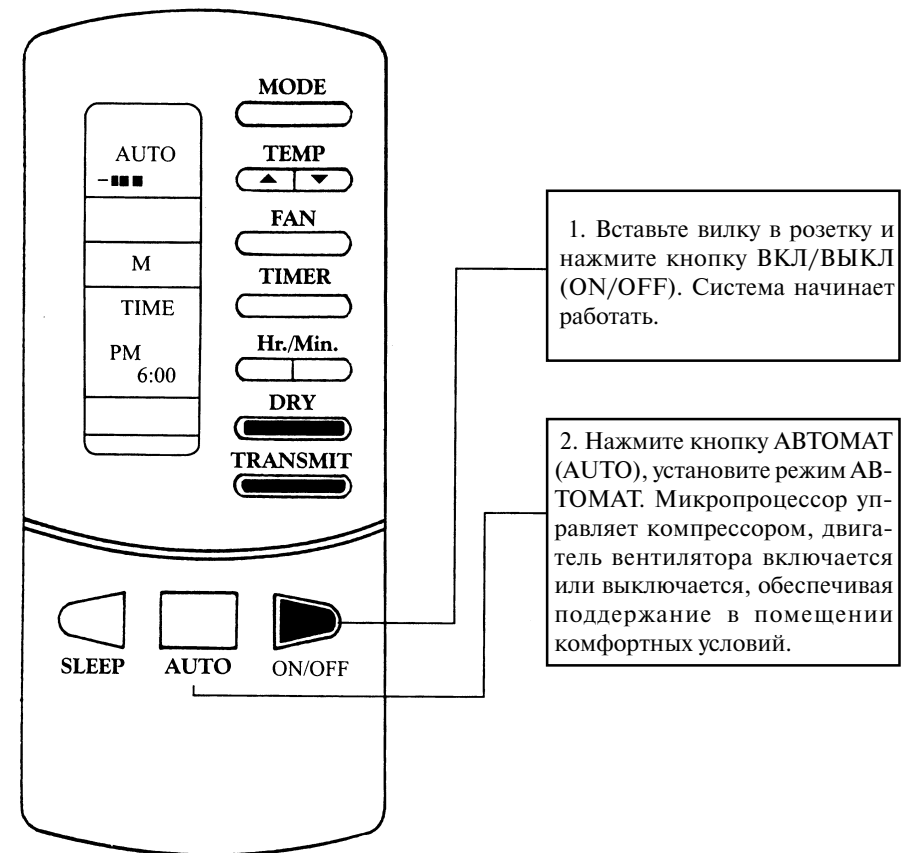 MODE
AUTO
TEMP
FAN
M
TIMER
TIME
PM
6:00
Hr./Min.
DRY
TRANSMIT
SLEEP
AUTO
ON/OFF
1. Вставьте вилку в розетку и
нажмите кнопку ВКЛ/ВЫКЛ
(ON/OFF). Система начинает
работать.
2. Нажмите кнопку АВТОМАТ
(AUTO), установите режим АВ-
ТОМАТ. Микропроцессор уп-
равляет компрессором, двига-
тель вентилятора включается
или выключается, обеспечивая
поддержание в помещении
комфортных условий.